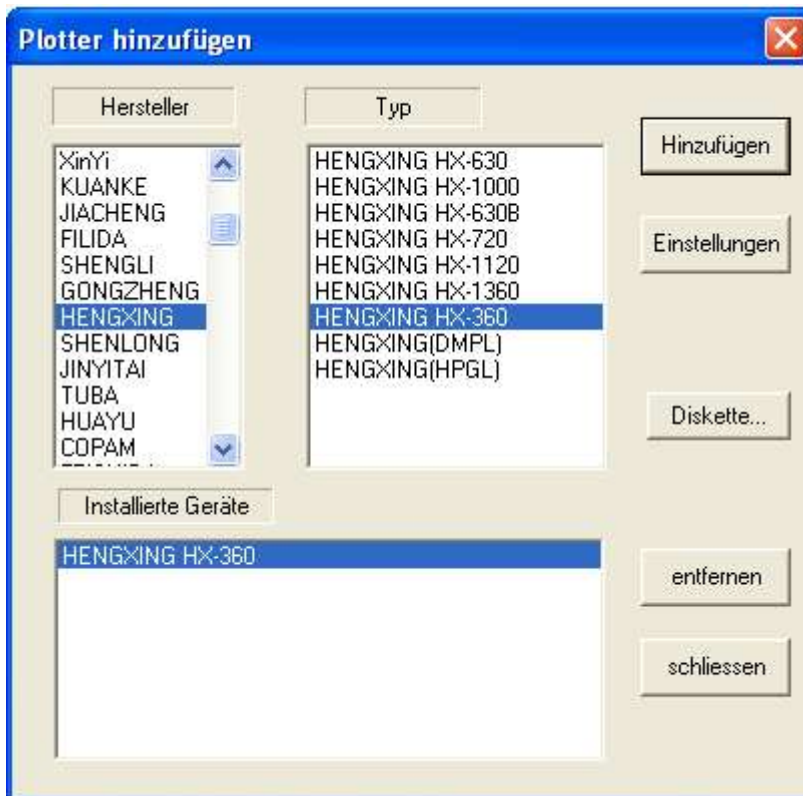 Plotter hinzufügen
Hersteller
XinYi
KUANKE
JIACHENG
FILIDA
SHENGLI
GONGZHENG
HENGXING
SHENLONG
JINYITAI
TUBA
HUAYU
COPAM
Typ
HENGXING HX-630
HENGXING HX-1000
HENGXING HX-630B
HENGXING HX-720
HENGXING HX-1120
HENGXING HX-1360
HENGXING HX-360
HENGXING(DMPL)
HENGXING(HPGL)
Hinzufügen
Einstellungen
Diskette...
Installierte Geräte
HENGXING HX-360
entfernen
schliessen